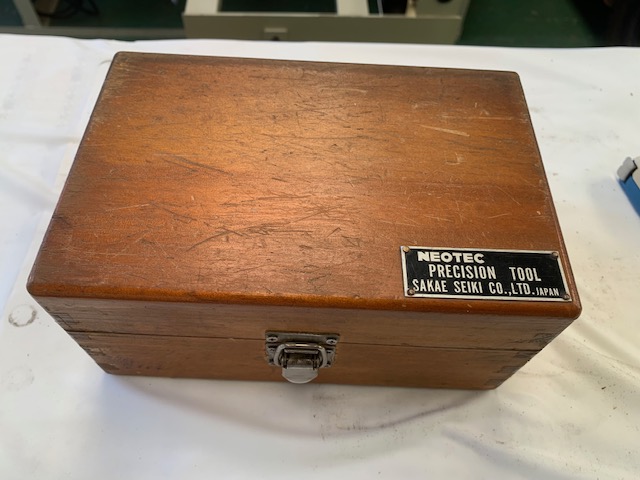 NEOTEC
PRECISION TOOL
SAKAE SEIKI CO.,LTD. JAPAN